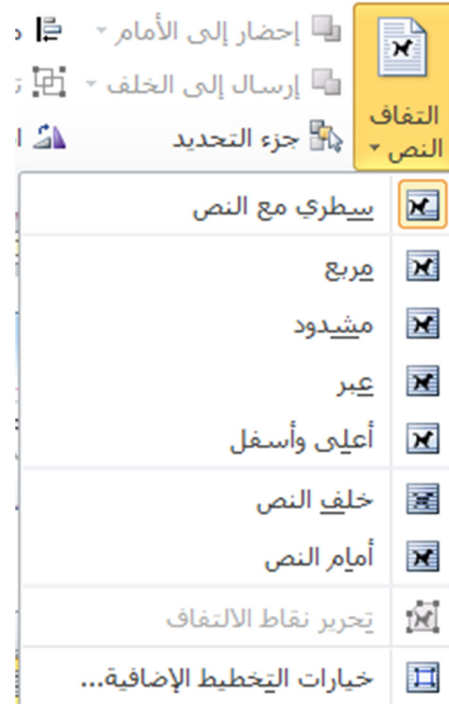 التفاف
النص
إحضار إلى الأمام
إرسال إلى الخلف
جزء التحديد
سطري مع النص
مربع
مشدود
عبر
أعلى وأسفل
خلف النص
أمام النص
تحرير نقاط الالتفاف
خيارات التخطيط الإضافية...